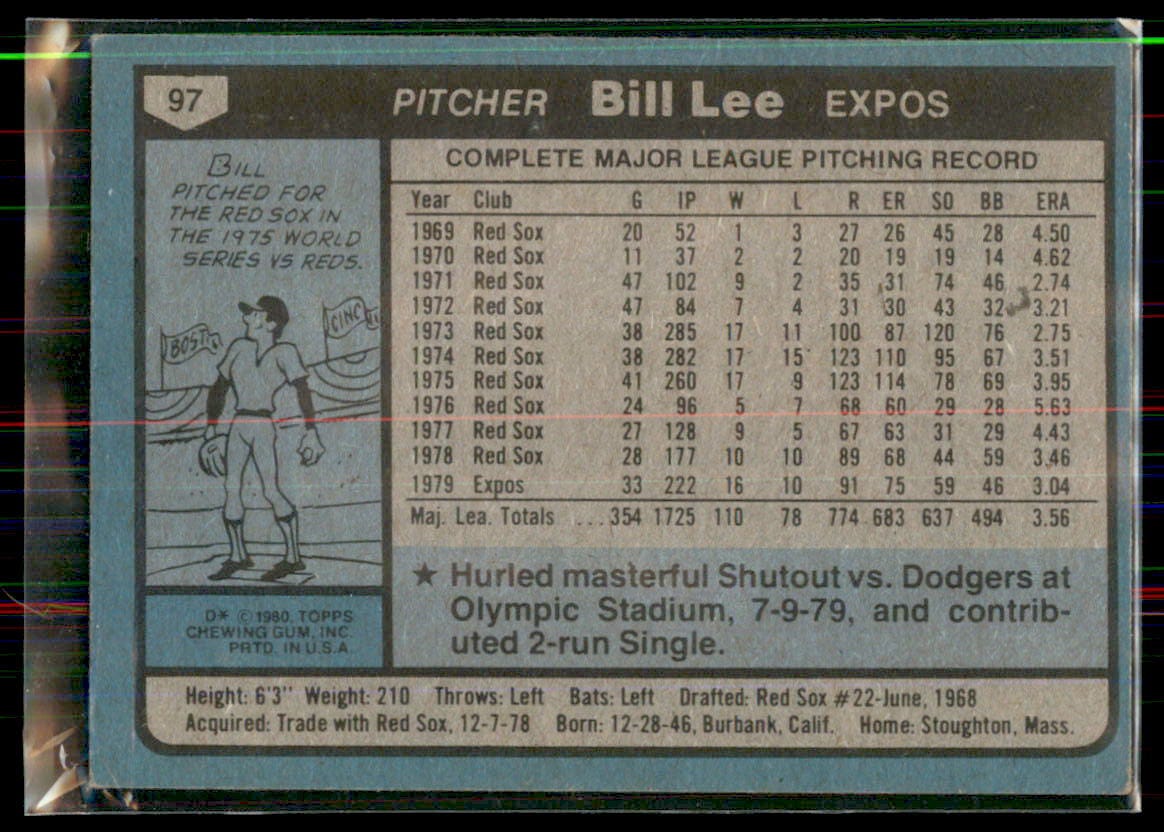 97
PITCHER Bill Lee EXPOS
BILL
PITCHED FOR
THE RED SOX IN
THE 1975 WORLD
SERIES VS REDS.
BOSTO
CINC
D* © 1980 TOPPS
CHEWING GUM, INC.
PRTD. IN U.S.A.
COMPLETE MAJOR LEAGUE PITCHING RECORD
Year Club G IP W L R ER SO BB ERA
1969 Red Sox 20 52 1 3 27 26 45 28 4.50
1970 Red Sox 11 37 2 2 20 19 19 14 4.62
1971 Red Sox 47 102 9 2 35 31 74 46 2.74
1972 Red Sox 47 84 7 4 31 30 43 32 3.21
1973 Red Sox 38 285 17 11 100 87 120 76 2.75
1974 Red Sox 38 282 17 15 123 110 95 67 3.51
1975 Red Sox 41 260 17 9 123 114 78 69 3.95
1976 Red Sox 24 96 5 7 68 60 29 28 5.63
1977 Red Sox 27 128 9 5 67 63 31 29 4.43
1978 Red Sox 28 177 10 10 89 68 44 59 3.46
1979 Expos 33 222 16 10 91 75 59 46 3.04
Maj. Lea. Totals ...354 1725 110 78 774 683 637 494 3.56
★ Hurled masterful Shutout vs. Dodgers at
Olympic Stadium, 7-9-79, and contrib-
uted 2-run Single.
Height: 6'3" Weight: 210 Throws: Left Bats: Left Drafted: Red Sox #22-June, 1968
Acquired: Trade with Red Sox, 12-7-78 Born: 12-28-46, Burbank, Calif. Home: Stoughton, Mass.